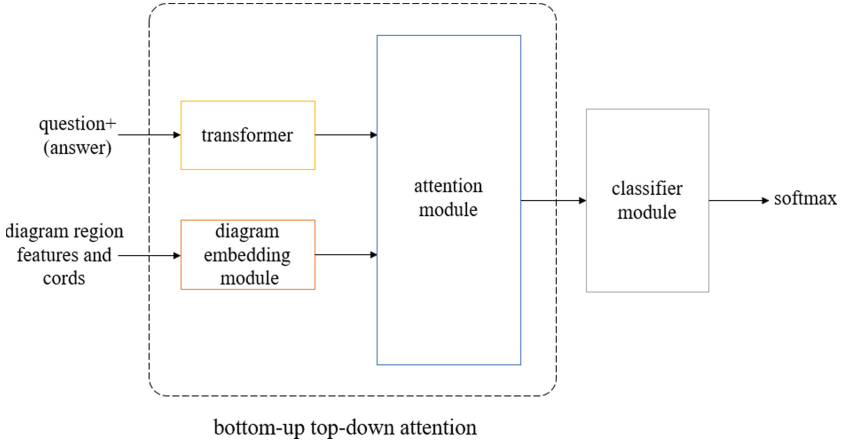 question+
(answer)
transformer
diagram region
features and
cords
diagram
embedding
module
attention
module
classifier
module
softmax
bottom-up top-down attention